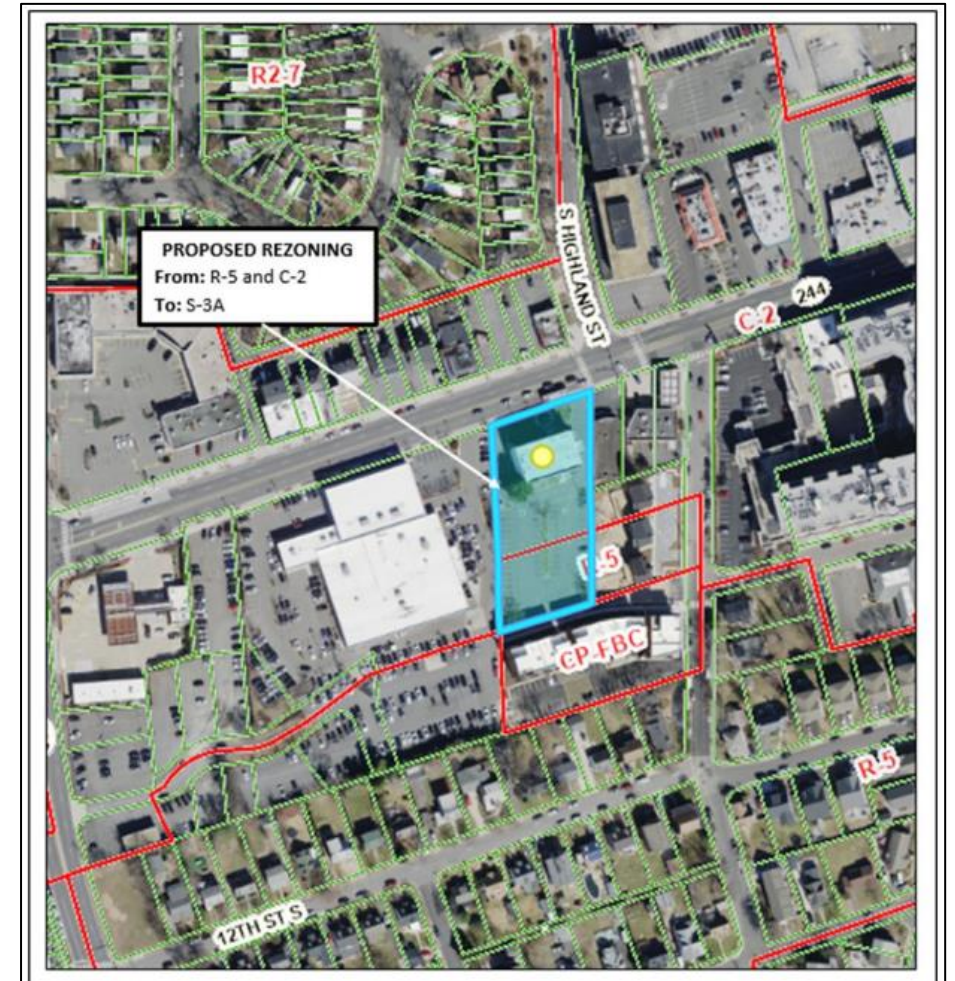 R2-7
S HIGHLAND ST
PROPOSED REZONING
From: R-5 and C-2
To: S-3A
244
C-2
R-5
CP-FBC
R-5
12TH ST S